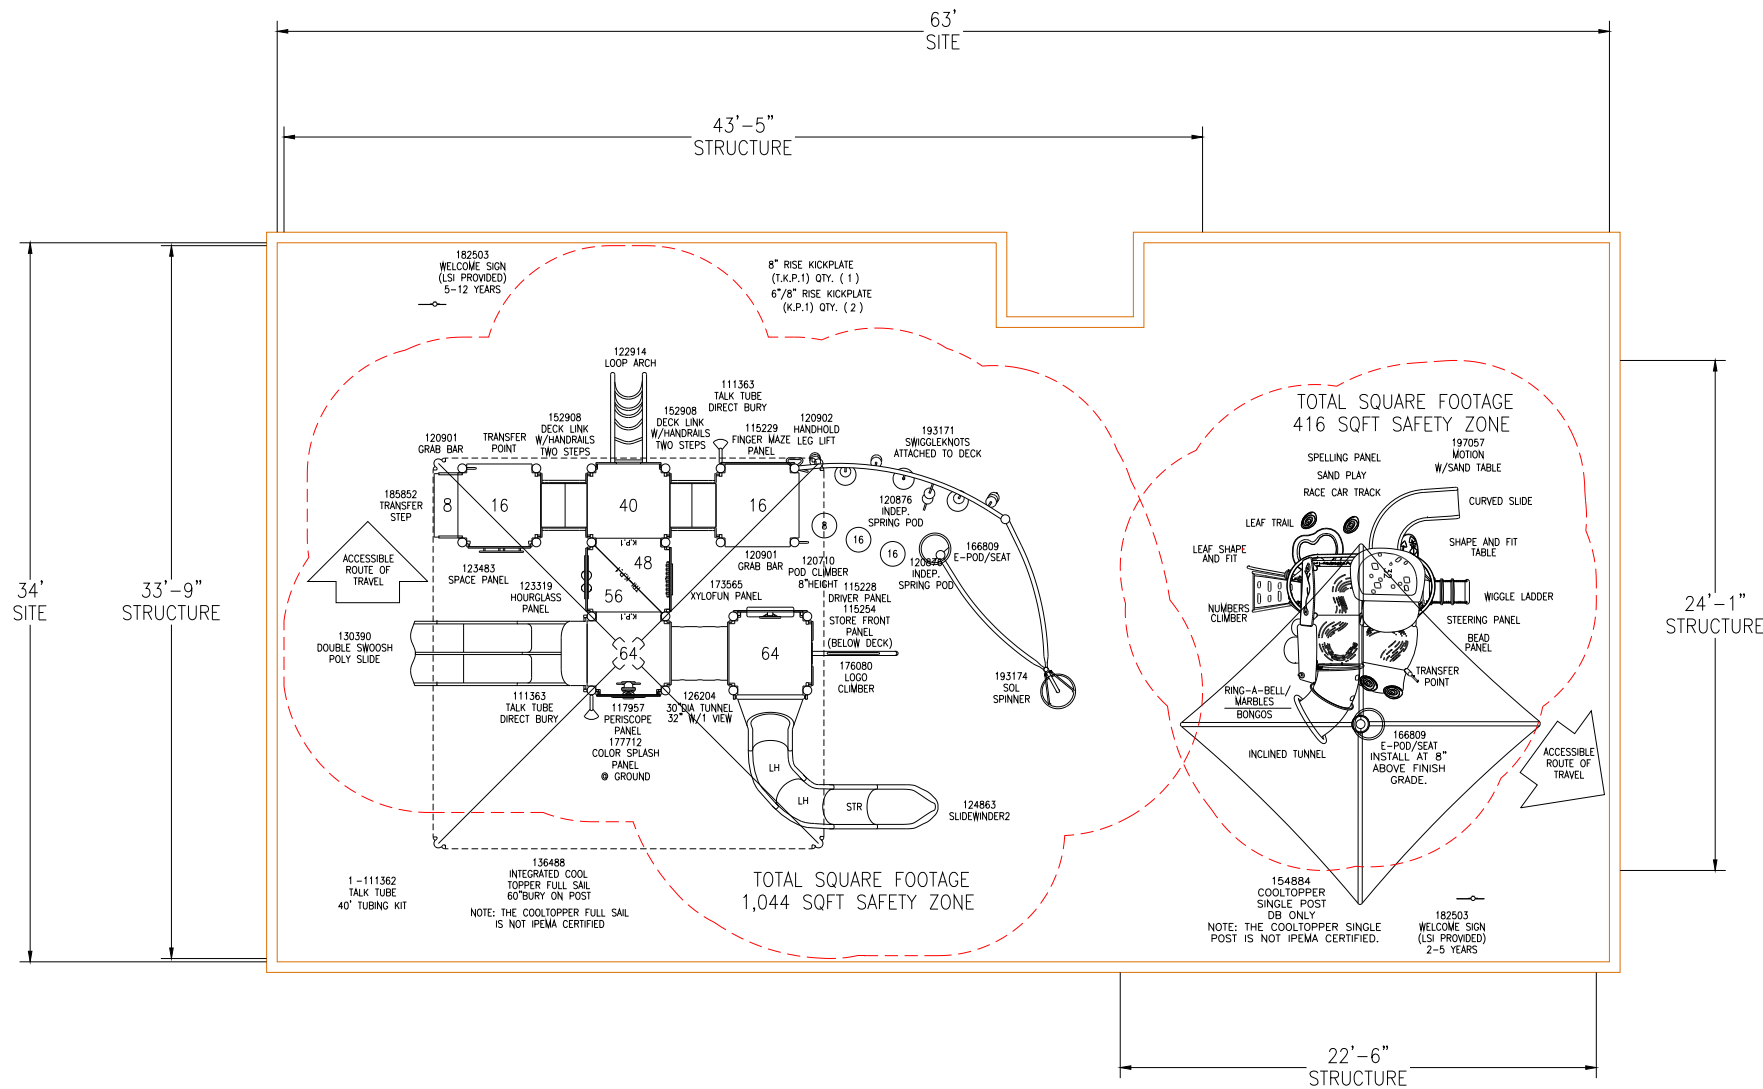 63'
SITE
43'-5"
STRUCTURE
34'
SITE
33'-9"
STRUCTURE
24'-1"
STRUCTURE
22'-6"
STRUCTURE
182503
WELCOME SIGN
(LSI PROVIDED)
5-12 YEARS
8" RISE KICKPLATE
(T.K.P.1) QTY. ( 1 )
6"/8" RISE KICKPLATE
(K.P.1) QTY. ( 2 )
122914
LOOP ARCH
111363
TALK TUBE
DIRECT BURY
120901
GRAB BAR
TRANSFER
POINT
152908
DECK LINK
W/HANDRAILS
TWO STEPS
152908
DECK LINK
W/HANDRAILS
TWO STEPS
115229
FINGER MAZE
PANEL
120902
HANDHOLD
LEG LIFT
193171
SWIGGLEKNOTS
ATTACHED TO DECK
185852
TRANSFER
STEP
8
16
40
16
K.P.1
48
56
T.K.P.1
K.P.1
64
64
8
16
16
120876
INDEP.
SPRING POD
166809
E-POD/SEAT
120876
INDEP.
SPRING POD
ACCESSIBLE
ROUTE OF
TRAVEL
123483
SPACE PANEL
123319
HOURGLASS
PANEL
173565
XYLOFUN PANEL
120901
GRAB BAR
120710
POD CLIMBER
8"HEIGHT
115228
DRIVER PANEL
115254
STORE FRONT
PANEL
(BELOW DECK)
130390
DOUBLE SWOOSH
POLY SLIDE
176080
LOGO
CLIMBER
193174
SOL
SPINNER
111363
TALK TUBE
DIRECT BURY
117957
PERISCOPE
PANEL
177712
COLOR SPLASH
PANEL
@ GROUND
126204
30"DIA TUNNEL
32" W/1 VIEW
LH
LH
STR
124863
SLIDEWINDER2
136488
INTEGRATED COOL
TOPPER FULL SAIL
60"BURY ON POST
NOTE: THE COOLTOPPER FULL SAIL
IS NOT IPEMA CERTIFIED
1 -111362
TALK TUBE
40' TUBING KIT
TOTAL SQUARE FOOTAGE
1,044 SQFT SAFETY ZONE
TOTAL SQUARE FOOTAGE
416 SQFT SAFETY ZONE
197057
MOTION
W/SAND TABLE
SPELLING PANEL
SAND PLAY
RACE CAR TRACK
CURVED SLIDE
LEAF TRAIL
LEAF SHAPE
AND FIT
SHAPE AND FIT
TABLE
NUMBERS
CLIMBER
WIGGLE LADDER
STEERING PANEL
BEAD
PANEL
TRANSFER
POINT
RING-A-BELL/
MARBLES
BONGOS
INCLINED TUNNEL
166809
E-POD/SEAT
INSTALL AT 8"
ABOVE FINISH
GRADE.
ACCESSIBLE
ROUTE OF
TRAVEL
154884
COOLTOPPER
SINGLE POST
DB ONLY
NOTE: THE COOLTOPPER SINGLE
POST IS NOT IPEMA CERTIFIED.
182503
WELCOME SIGN
(LSI PROVIDED)
2-5 YEARS